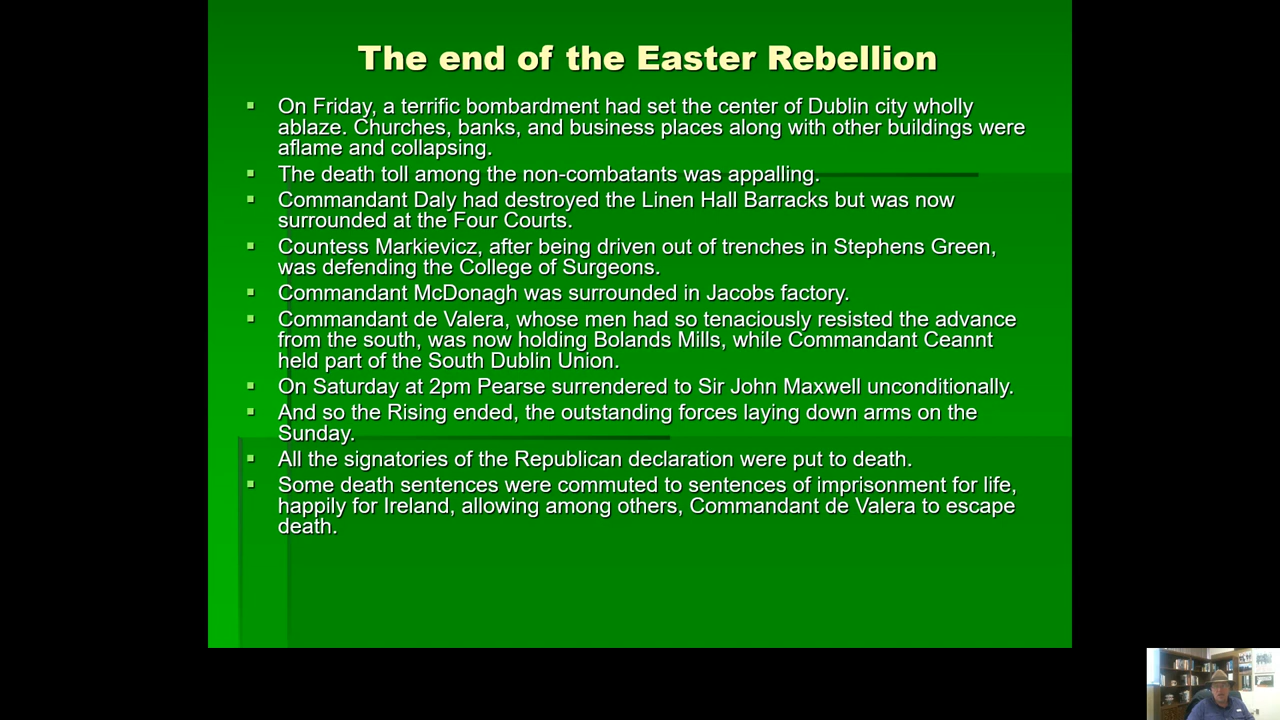 The end of the Easter Rebellion
On Friday, a terrific bombardment had set the center of Dublin city wholly
ablaze. Churches, banks, and business places along with other buildings were
aflame and collapsing.
The death toll among the non-combatants was appalling.
Commandant Daly had destroyed the Linen Hall Barracks but was now
surrounded at the Four Courts.
Countess Markievicz, after being driven out of trenches in Stephens Green,
was defending the College of Surgeons.
Commandant McDonagh was surrounded in Jacobs factory.
Commandant de Valera, whose men had so tenaciously resisted the advance
from the south, was now holding Bolands Mills, while Commandant Ceannt
held part of the South Dublin Union.
On Saturday at 2pm Pearse surrendered to Sir John Maxwell unconditionally.
And so the Rising ended, the outstanding forces laying down arms on the
Sunday.
All the signatories of the Republican declaration were put to death.
Some death sentences were commuted to sentences of imprisonment for life,
happily for Ireland, allowing among others, Commandant de Valera to escape
death.